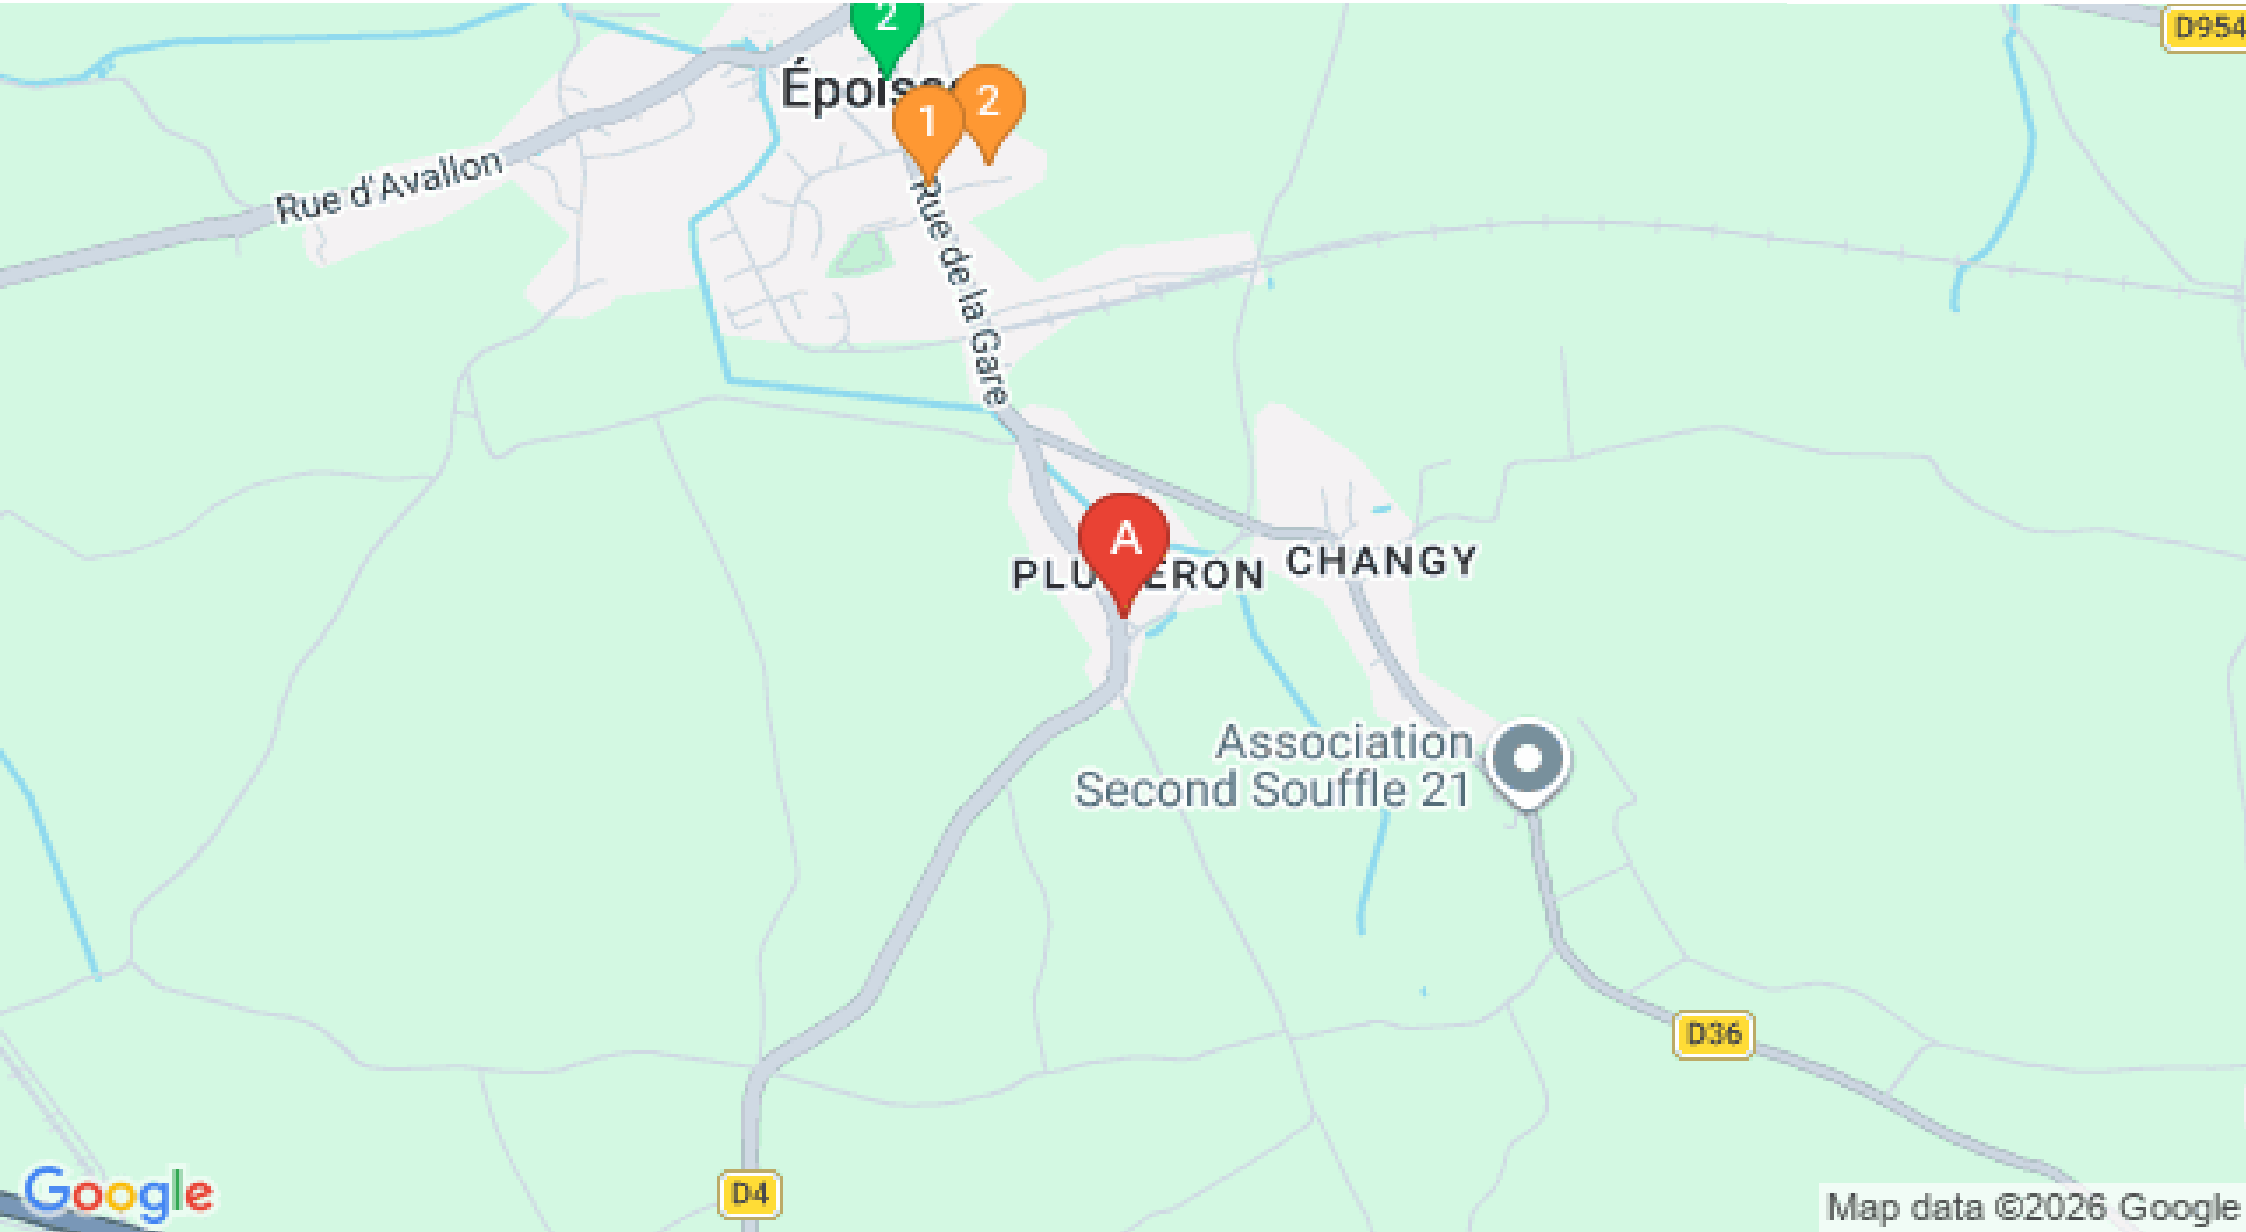 D954
2
Époiss
1
2
Rue d'Avallon
Rue de la Gare
A
CHANGY
Association
Second Souffle 21
D36
D4
Google
Map data ©2026 Google